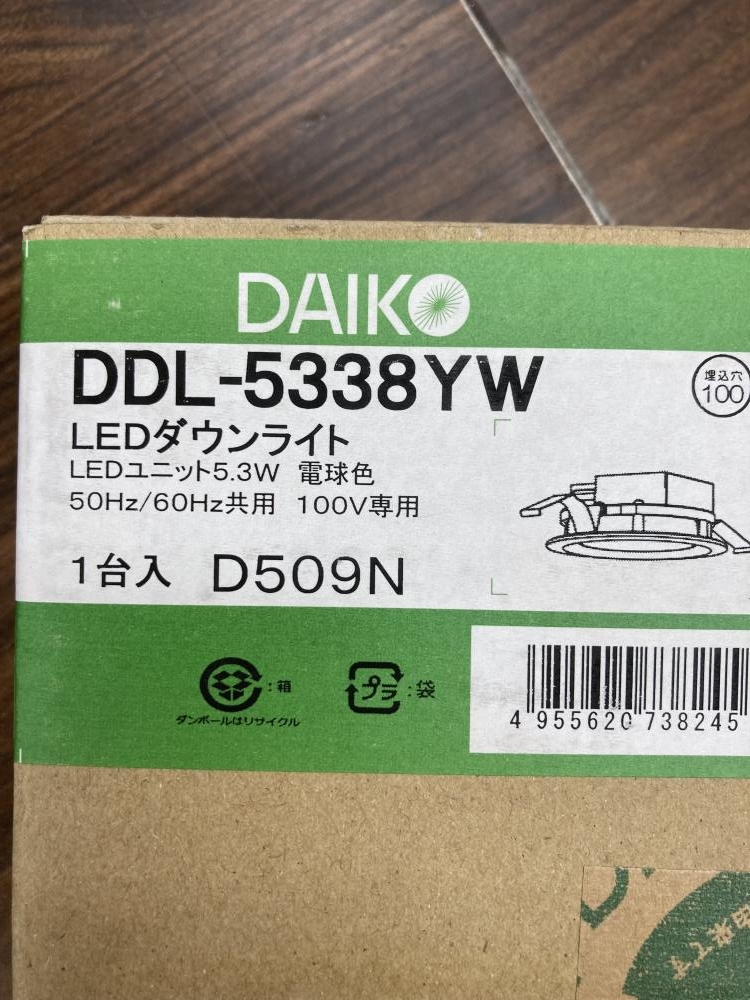 DAIKO
DDL-5338YW
埋込穴
100
LEDダウンライト
LEDユニット5.3W 電球色
50Hz/60Hz共用 100V専用
1台入 D509N
:箱
プラ :袋
ダンボールはリサイクル
4 955620 738245